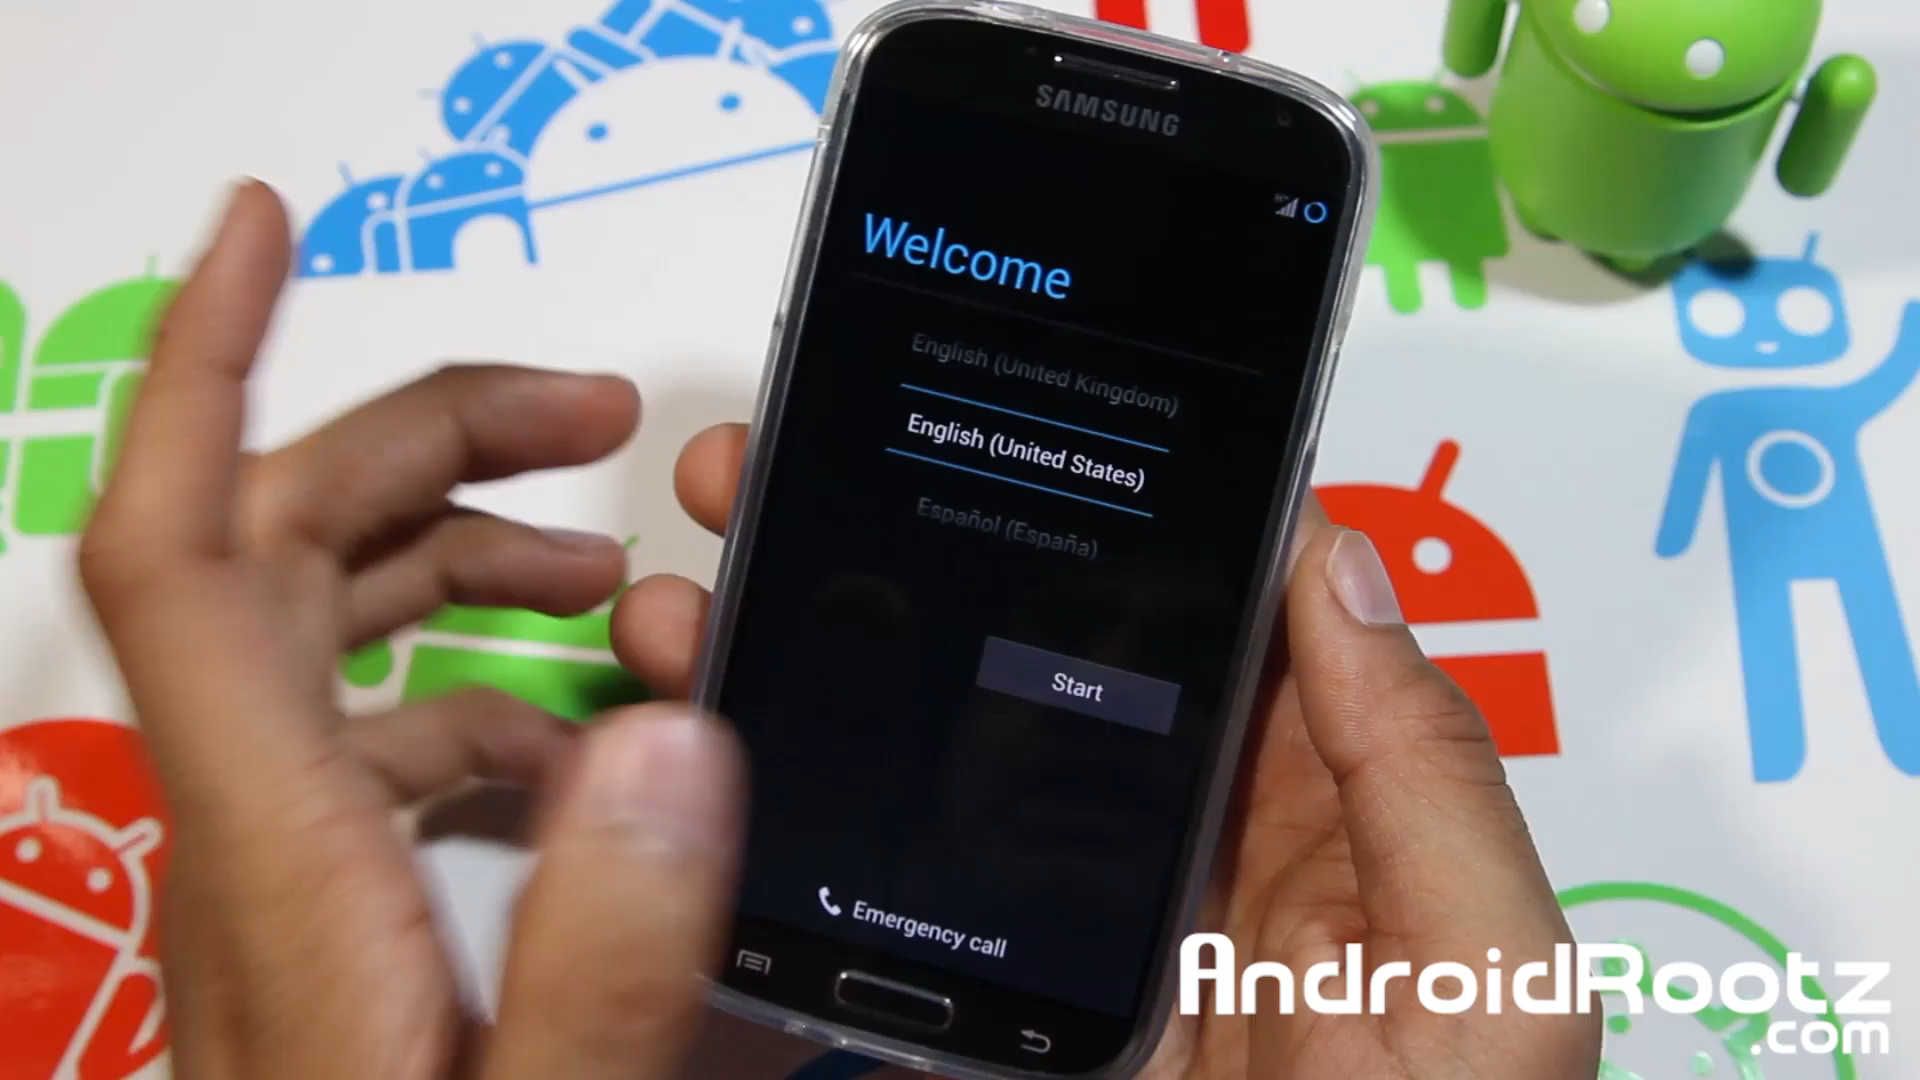 SAMSUNG
Welcome
English (United Kingdom)
English (United States)
Español (España)
Start
Emergency call
AndroidRootz
.com